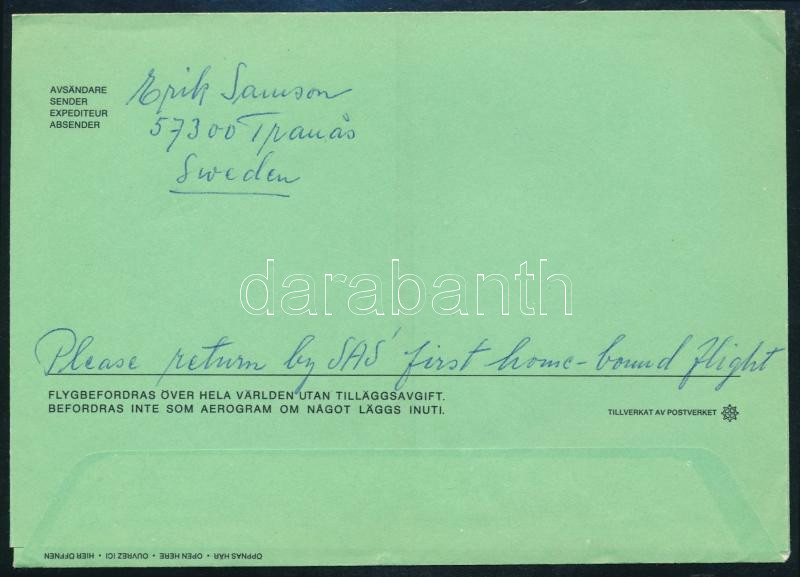 AVSÄNDARE
SENDER
EXPEDITEUR
ABSENDER
Erik Samson
57300 Tranås
Sweden
darabanth
Please return by SAS' first home-bound flight
FLYGBEFORDRAS ÖVER HELA VÄRLDEN UTAN TILLÄGGSAVGIFT.
BEFORDRAS INTE SOM AEROGRAM OM NÅGOT LÄGGS INUTI.
TILLVERKAT AV POSTVERKET
ÖPPNAS HÄR • OPEN HERE • OUVREZ ICI • HIER ÖFFNEN